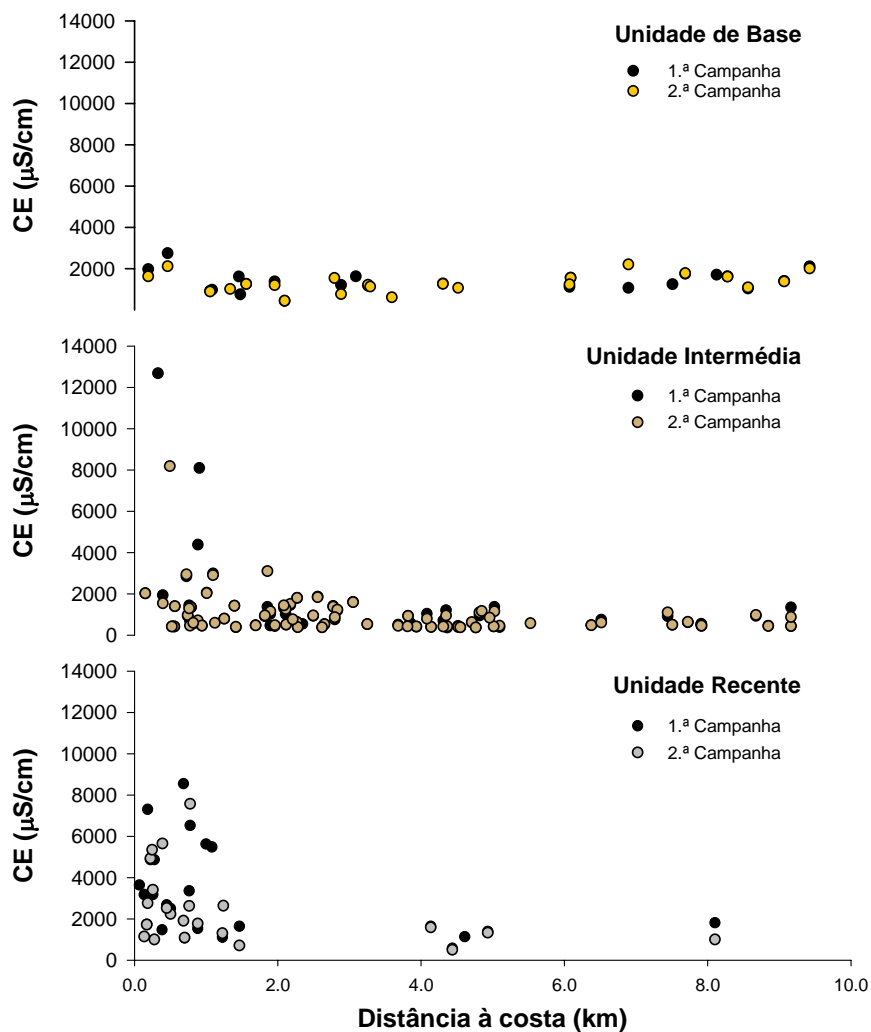 14000
Unidade de Base
12000
1.ª Campanha
10000
2.ª Campanha
8000
6000
4000
2000
CE (µS/cm)
14000
Unidade Intermédia
12000
1.ª Campanha
10000
2.ª Campanha
8000
6000
4000
2000
0
CE (µS/cm)
14000
Unidade Recente
12000
1.ª Campanha
10000
2.ª Campanha
8000
6000
4000
2000
0
CE (µS/cm)
0.0 2.0 4.0 6.0 8.0 10.0
Distância à costa (km)